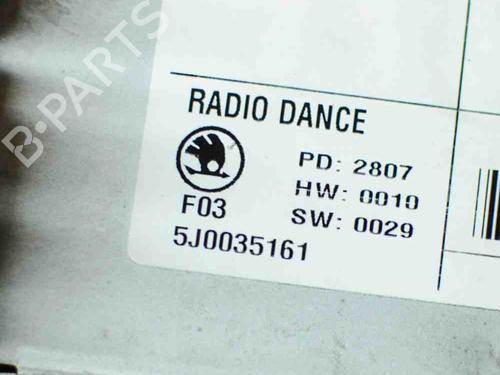 B-PARTS
RADIO DANCE
PD: 2807
HW: 0010
F03 SW: 0029
5J0035161